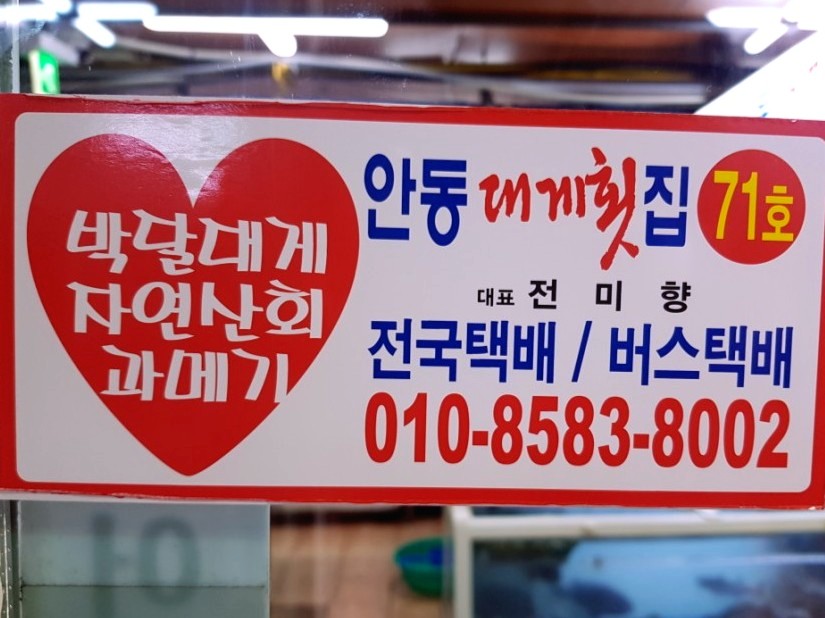 박달대게
자연산회
과메기
안동대게횟집 71호
대표 전미향
전국택배 / 버스택배
010-8583-8002